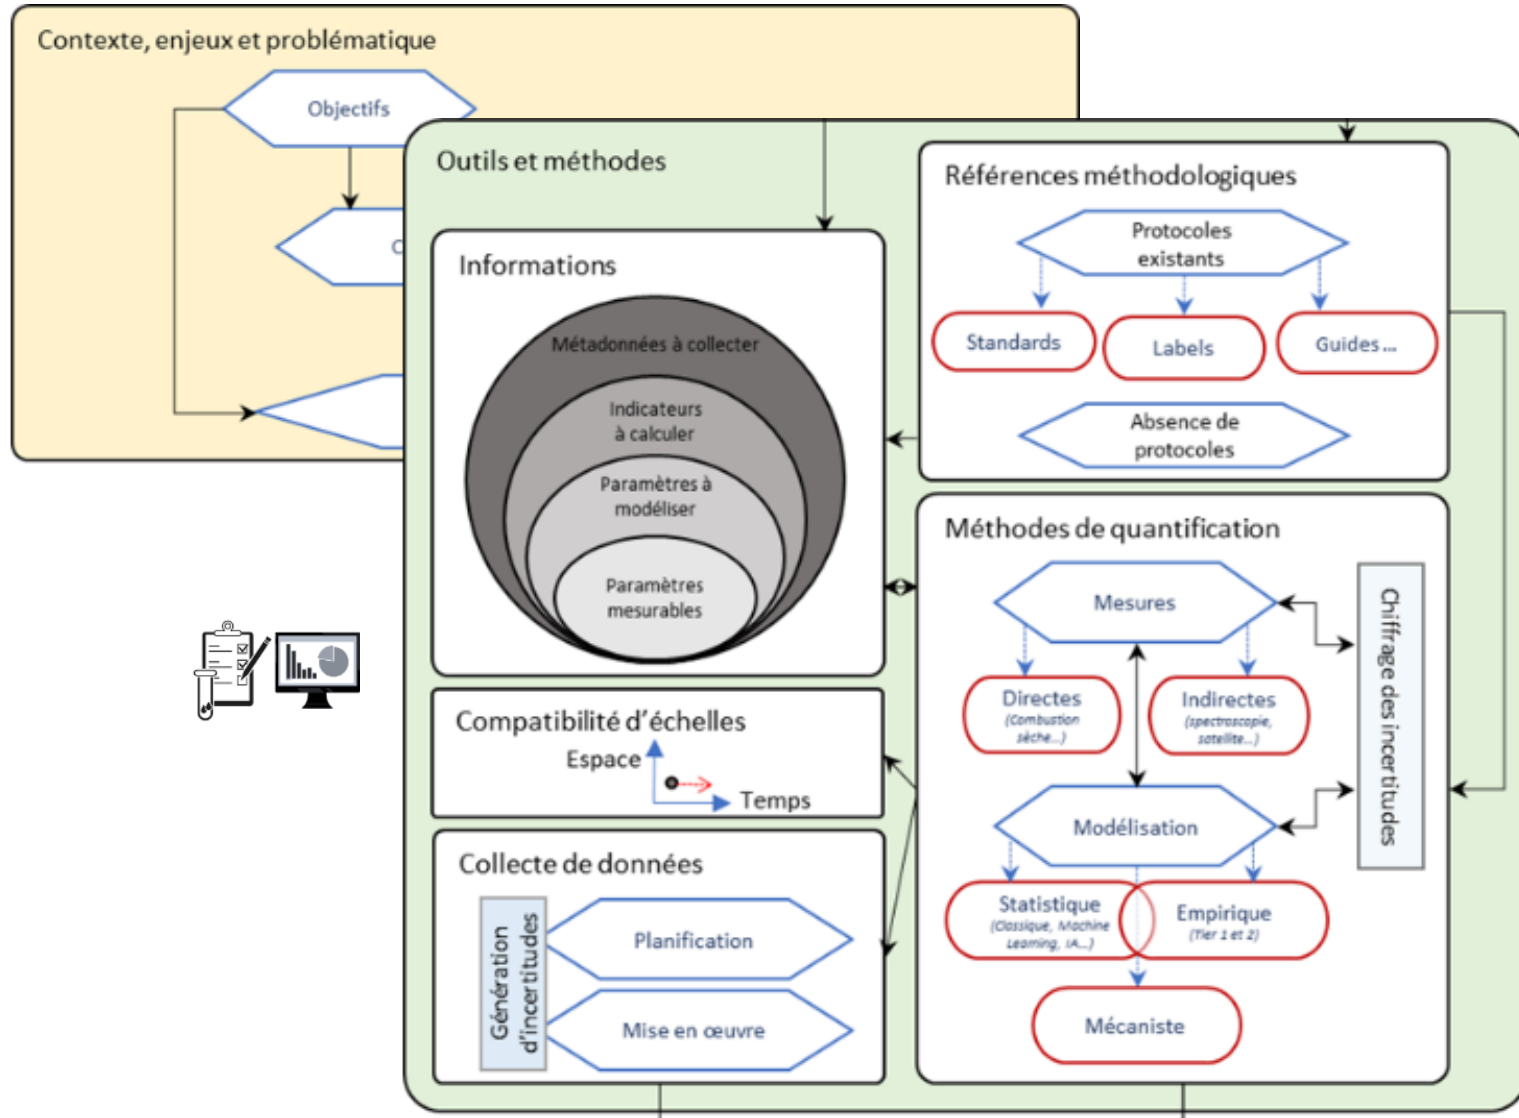 Contexte, enjeux et problématique
Objectifs
Outils et méthodes
Informations
Métadonnées à collecter
Indicateurs
à calculer
Paramètres à
modéliser
Paramètres
mesurables
Compatibilité d'échelles
Espace
Temps
Collecte de données
Génération
d'incertitudes
Planification
Mise en œuvre
Références méthodologiques
Protocoles
existants
Standards
Labels
Guides ...
Absence de
protocoles
Méthodes de quantification
Mesures
Directes
(Combustion
sèche...)
Indirectes
(spectroscopie,
satellite...)
Chiffrage des incertitudes
Modélisation
Statistique
(Classique, Machine
Learning, IA...)
Empirique
(Tier 1 et 2)
Mécaniste